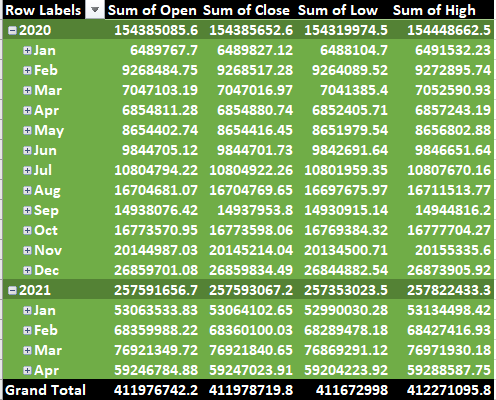 Row Labels Sum of Open Sum of Close Sum of Low Sum of High
2020 154385085.6 154385652.6 154319974.5 154448662.5
Jan 6489767.7 6489827.12 6488104.7 6491532.23
Feb 9268484.75 9268517.28 9264089.52 9272895.74
Mar 7047103.19 7047016.97 7041385.4 7052590.93
Apr 6854811.28 6854880.74 6852405.71 6857243.19
May 8654402.74 8654416.45 8651979.54 8656802.88
Jun 9844705.12 9844701.73 9842691.64 9846651.64
Jul 10804794.22 10804922.26 10801959.35 10807670.16
Aug 16704681.07 16704769.65 16697675.97 16711513.77
Sep 14938076.42 14937953.8 14930915.14 14944816.2
Oct 16773570.95 16773598.06 16769384.32 16777704.27
Nov 20144987.03 20145214.04 20134500.71 20155335.6
Dec 26859701.08 26859834.49 26844882.54 26873905.92
2021 257591656.7 257593067.2 257353023.5 257822433.3
Jan 53063533.83 53064102.65 52990030.28 53134498.42
Feb 68359988.22 68360100.03 68289478.18 68427416.93
Mar 76921349.72 76921840.65 76869291.12 76971930.18
Apr 59246784.88 59247023.91 59204223.92 59288587.75
Grand Total 411976742.2 411978719.8 411672998 412271095.8